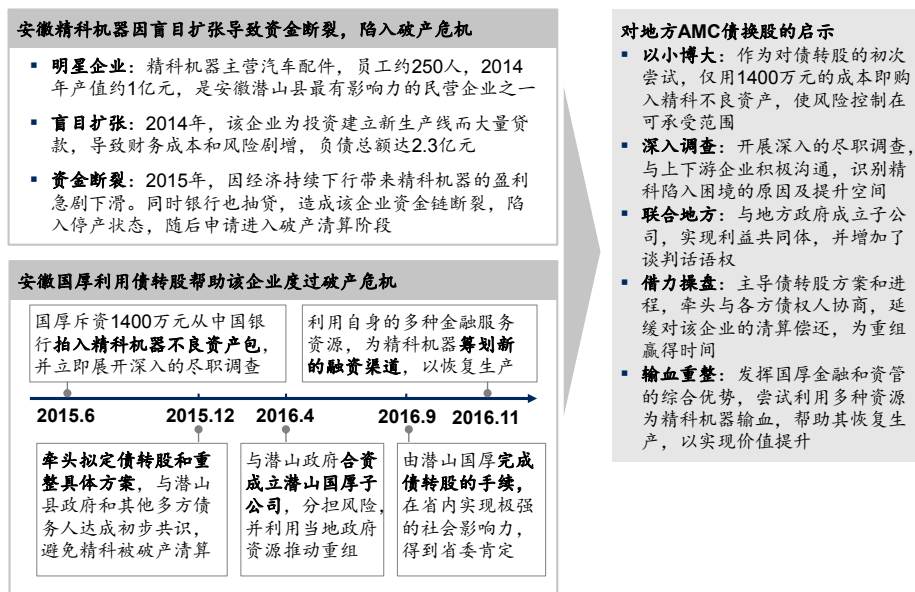 安徽精科机器因盲目扩张导致资金断裂，陷入破产危机
▪ 明星企业：精科机器主营汽车配件，员工约250人，2014
年产值约1亿元，是安徽潜山县最有影响力的民营企业之一
▪ 盲目扩张：2014年，该企业为投资建立新生产线而大量贷
款，导致财务成本和风险剧增，负债总额达2.3亿元
▪ 资金断裂：2015年，因经济持续下行带来精科机器的盈利
急剧下滑。同时银行也抽贷，造成该企业资金链断裂，陷
入停产状态，随后申请进入破产清算阶段
安徽国厚利用债转股帮助该企业度过破产危机
国厚斥资1400万元从中国银
行拍入精科机器不良资产包，
并立即展开深入的尽职调查
利用自身的多种金融服务
资源，为精科机器筹划新
的融资渠道，以恢复生产
2015.6
2015.12
2016.4
2016.9
2016.11
牵头拟定债转股和重
整具体方案，与潜山
县政府和其他多方债
务人达成初步共识，
避免精科被破产清算
与潜山政府合资
成立潜山国厚子
公司，分担风险，
并利用当地政府
资源推动重组
由潜山国厚完成
债转股的手续，
在省内实现极强
的社会影响力，
得到省委肯定
对地方AMC债换股的启示
▪ 以小博大：作为对债转股的初次
尝试，仅用1400万元的成本即购
入精科不良资产，使风险控制在
可承受范围
▪ 深入调查：开展深入的尽职调查，
与上下游企业积极沟通，识别精
科陷入困境的原因及提升空间
▪ 联合地方：与地方政府成立子公
司，实现利益共同体，并增加了
谈判话语权
▪ 借力操盘：主导债转股方案和进
程，牵头与各方债权人协商，延
缓对该企业的清算偿还，为重组
赢得时间
▪ 输血重整：发挥国厚金融和资管
的综合优势，尝试利用多种资源
为精科机器输血，帮助其恢复生
产，以实现价值提升